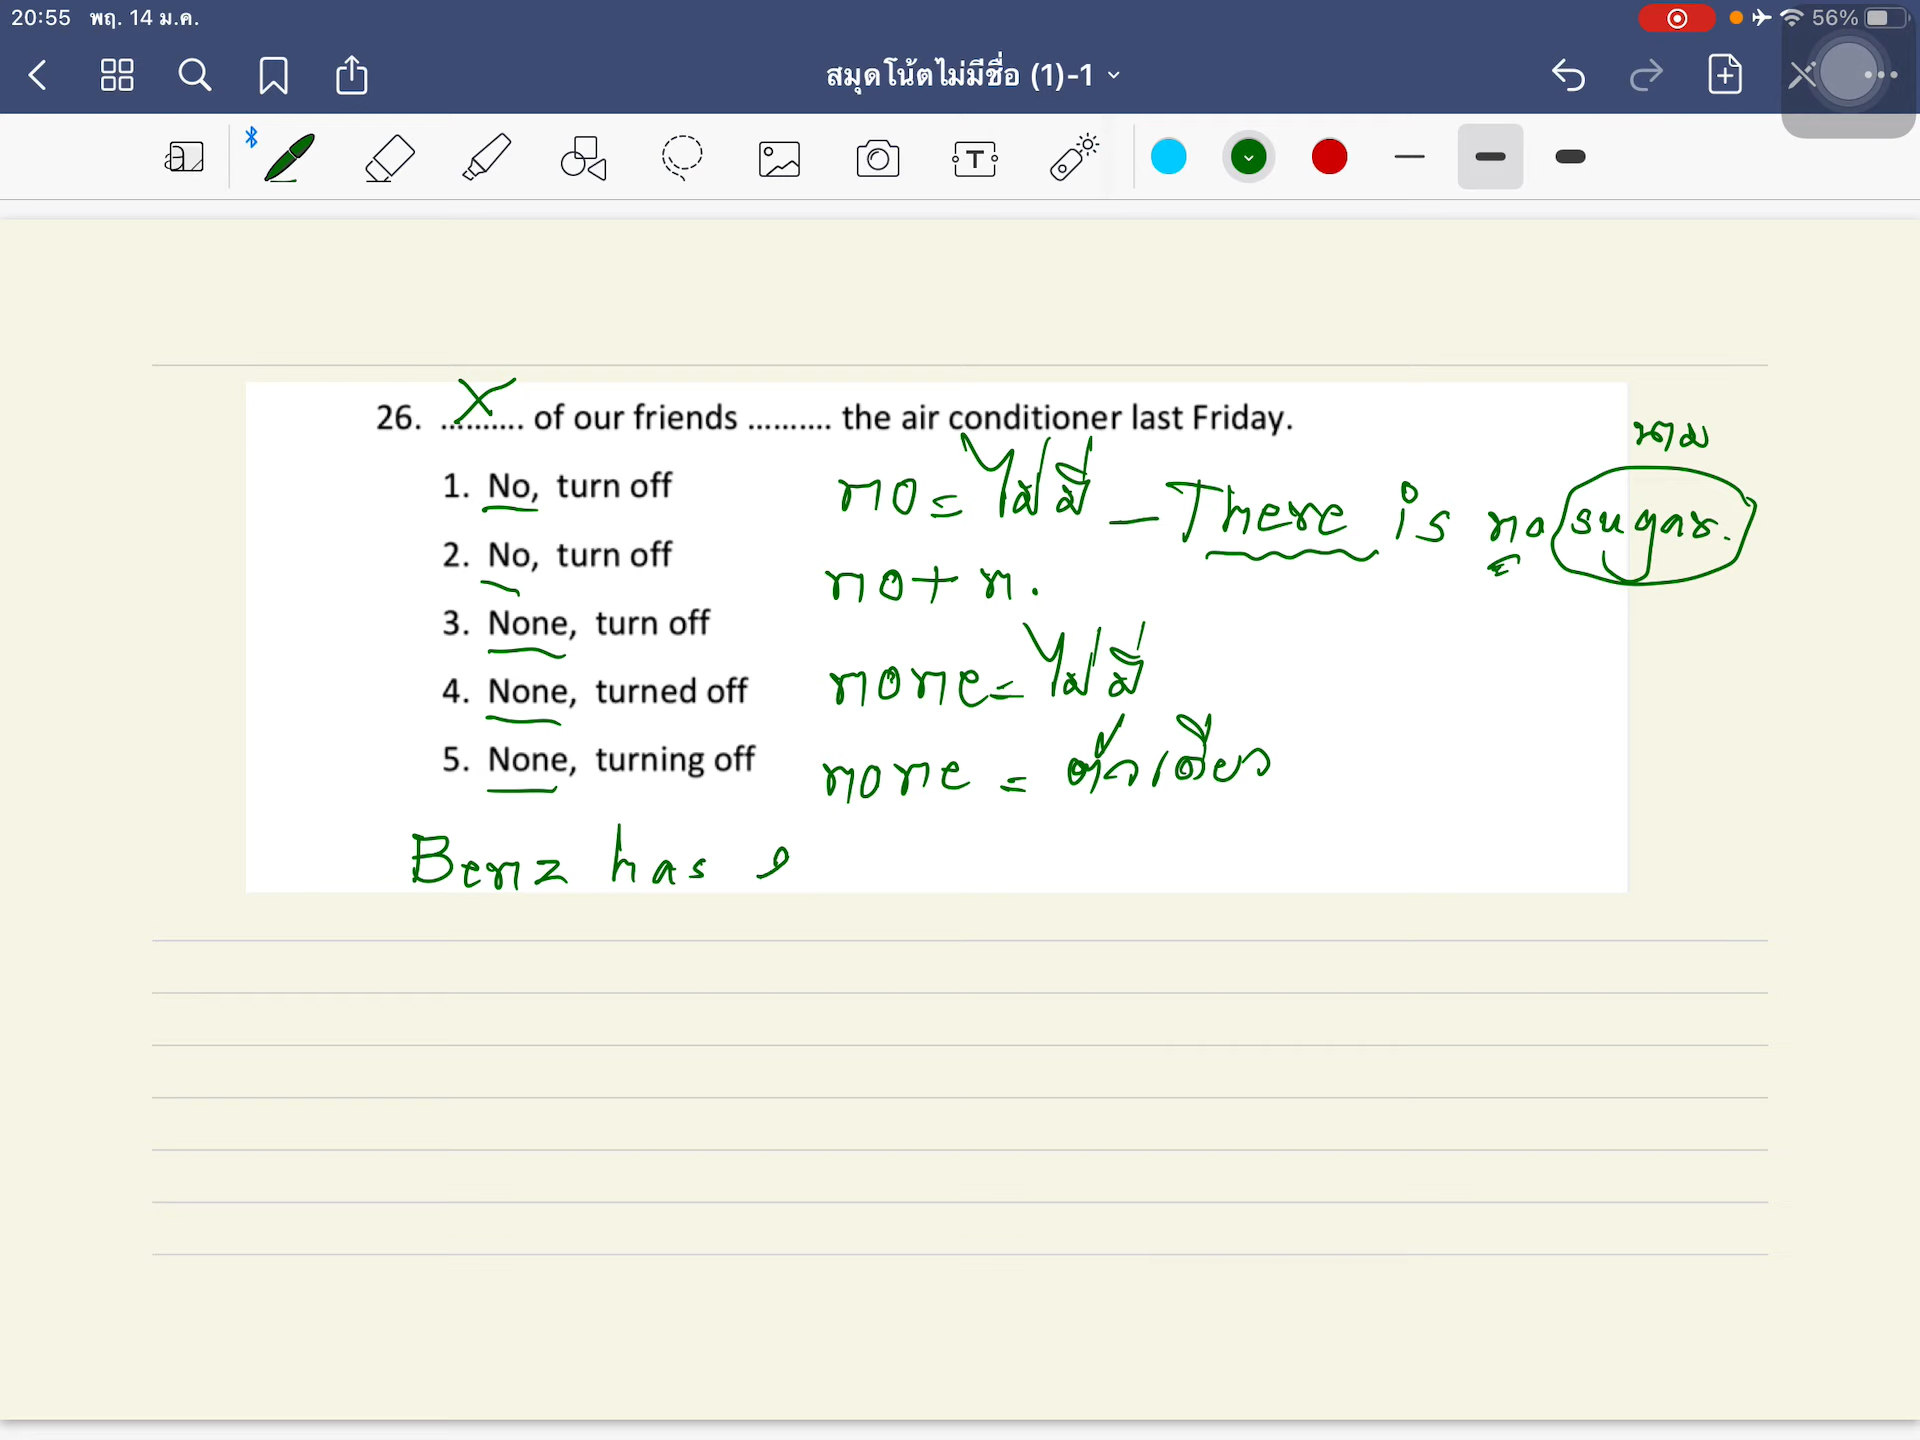 20:55 พฤ. 14 ม.ค.
56%
สมุดโน้ตไม่มีชื่อ (1)-1
26. .......... of our friends .......... the air conditioner last Friday.
นาม
1. No, turn off
no = ไม่มี - There is no sugar.
2. No, turn off
no + n.
3. None, turn off
4. None, turned off
none = ไม่มี
5. None, turning off
none = ตัวเดียว
Benz has